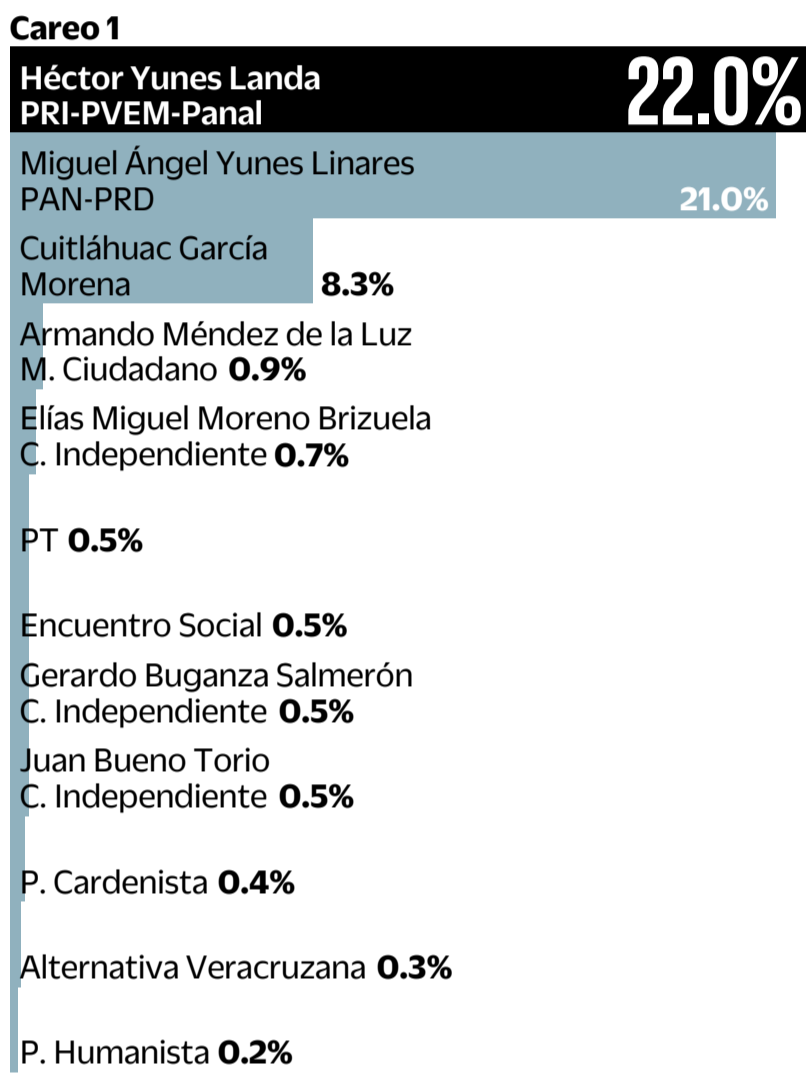 Careo 1
Héctor Yunes Landa
PRI-PVEM-Panal 22.0%
Miguel Ángel Yunes Linares
PAN-PRD 21.0%
Cuitláhuac García
Morena 8.3%
Armando Méndez de la Luz
M. Ciudadano 0.9%
Elías Miguel Moreno Brizuela
C. Independiente 0.7%
PT 0.5%
Encuentro Social 0.5%
Gerardo Buganza Salmerón
C. Independiente 0.5%
Juan Bueno Torio
C. Independiente 0.5%
P. Cardenista 0.4%
Alternativa Veracruzana 0.3%
P. Humanista 0.2%